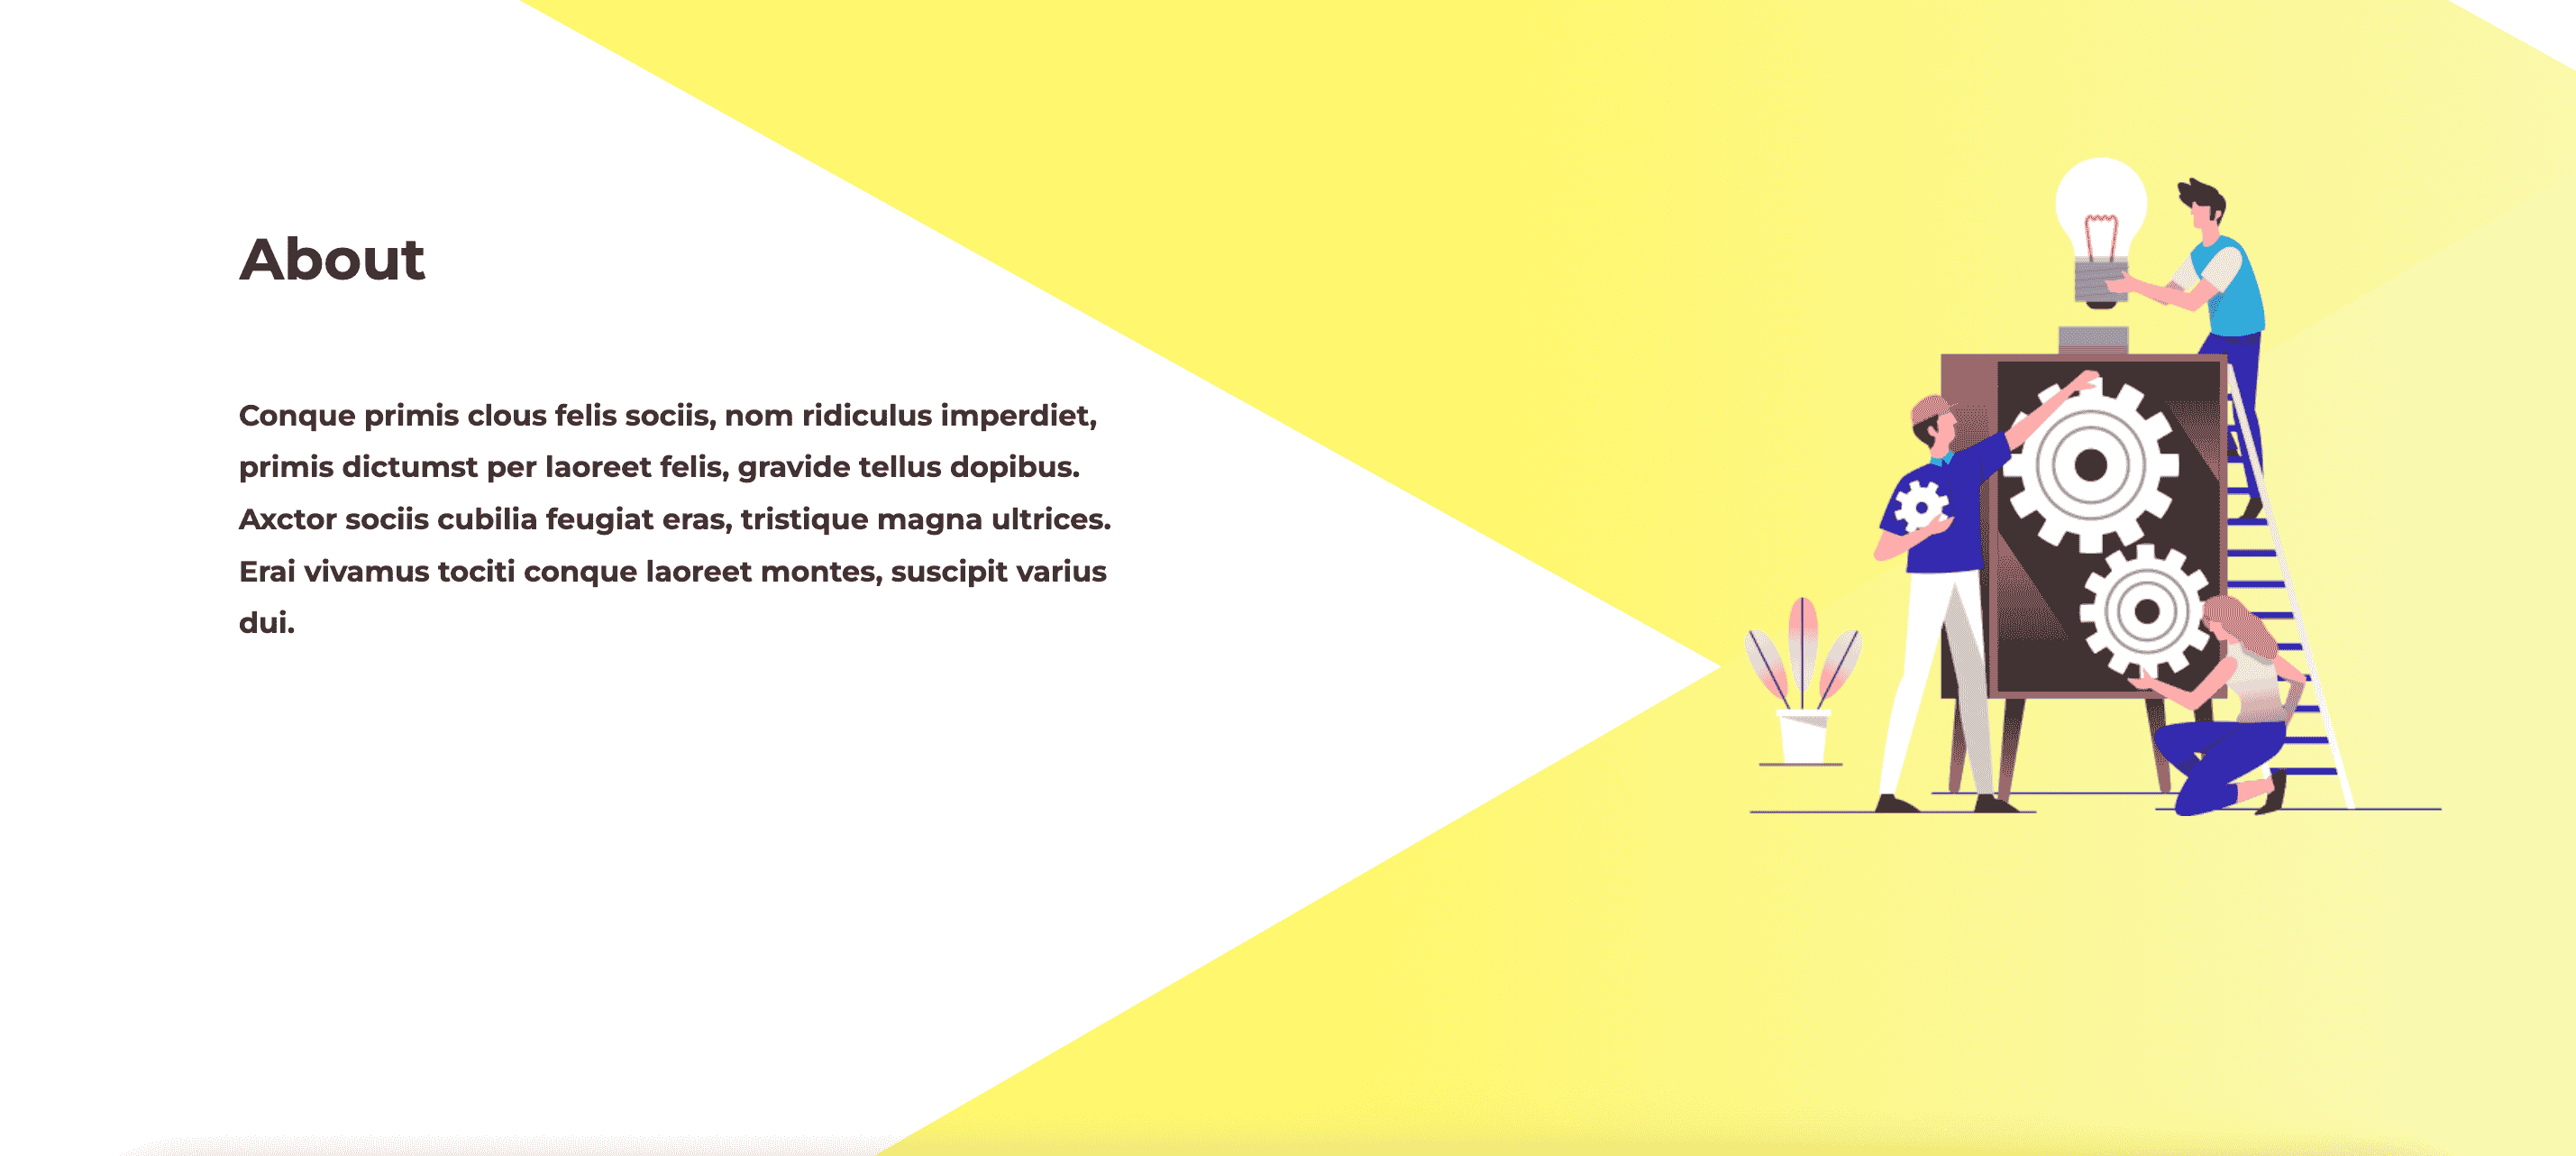 About
Conque primis clous felis sociis, nom ridiculus imperdiet,
primis dictumst per laoreet felis, gravide tellus dopibus.
Axctor sociis cubilia feugiat eras, tristique magna ultrices.
Erai vivamus tociti conque laoreet montes, suscipit varius
dui.